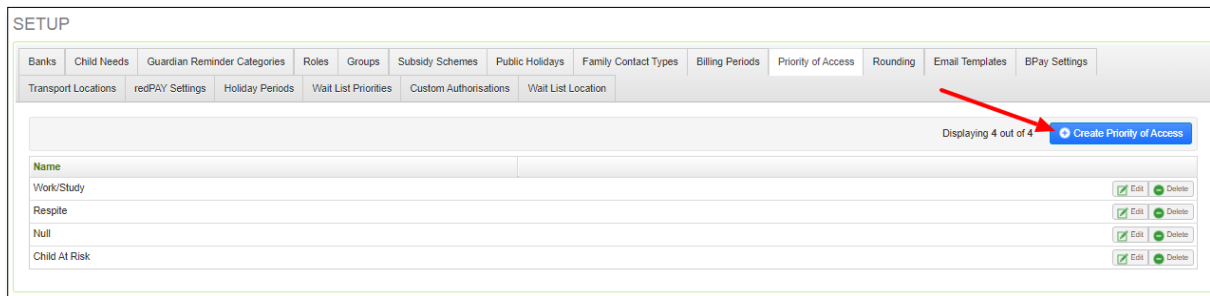 SETUP
Banks Child Needs Guardian Reminder Categories Roles Groups Subsidy Schemes Public Holidays Family Contact Types Billing Periods Priority of Access Rounding Email Templates BPay Settings
Transport Locations redPAY Settings Holiday Periods Wait List Priorities Custom Authorisations Wait List Location
Displaying 4 out of 4 Create Priority of Access
Name
Work/Study Edit Delete
Respite Edit Delete
Null Edit Delete
Child At Risk Edit Delete